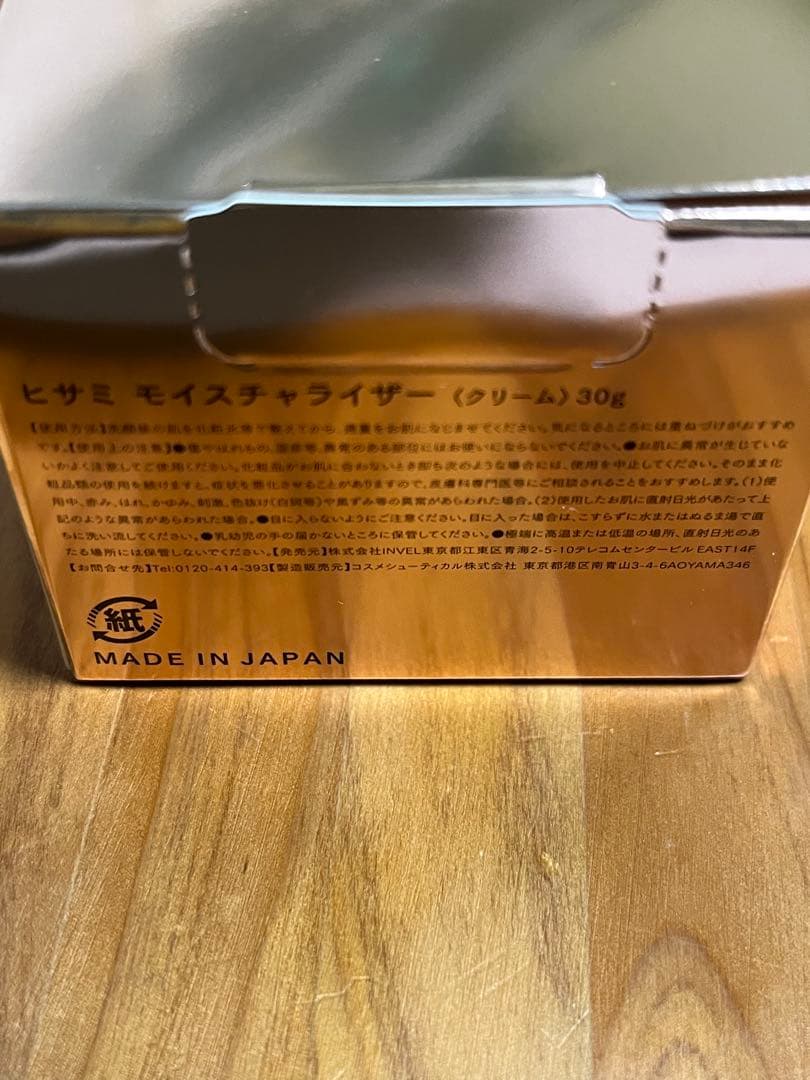 ヒサミ モイスチャライザー 〈クリーム〉 30g
【使用方法】洗顔後の肌を化粧水等で整えてから、適量をお肌になじませてください。気になるところには重ねづけがおすすめ
です。【使用上の注意】●傷やはれもの、湿疹等、異常のある部位にはお使いにならないでください。●お肌に異常が生じていな
いかよく注意してご使用ください。化粧品がお肌に合わないとき即ち次のような場合には、使用を中止してください。そのまま化
粧品類の使用を続けますと、症状を悪化させることがありますので、皮膚科専門医等にご相談されることをおすすめします。(1)使
用中、赤み、はれ、かゆみ、刺激、色抜け(白斑等)や黒ずみ等の異常があらわれた場合。(2)使用したお肌に直射日光があたって上
記のような異常があらわれた場合。●目に入らないようにご注意ください。目に入った場合は、こすらずに水またはぬるま湯で直
ちに洗い流してください。●乳幼児の手の届かないところに保管してください。●極端に高温または低温の場所、直射日光のあ
たる場所には保管しないでください。【発売元】株式会社INVEL東京都江東区青海2-5-10テレコムセンタービル EAST14F
【お問合せ先】Tel:0120-414-393【製造販売元】コスメシューティカル株式会社 東京都港区南青山3-4-6AOYAMA346
紙
MADE IN JAPAN